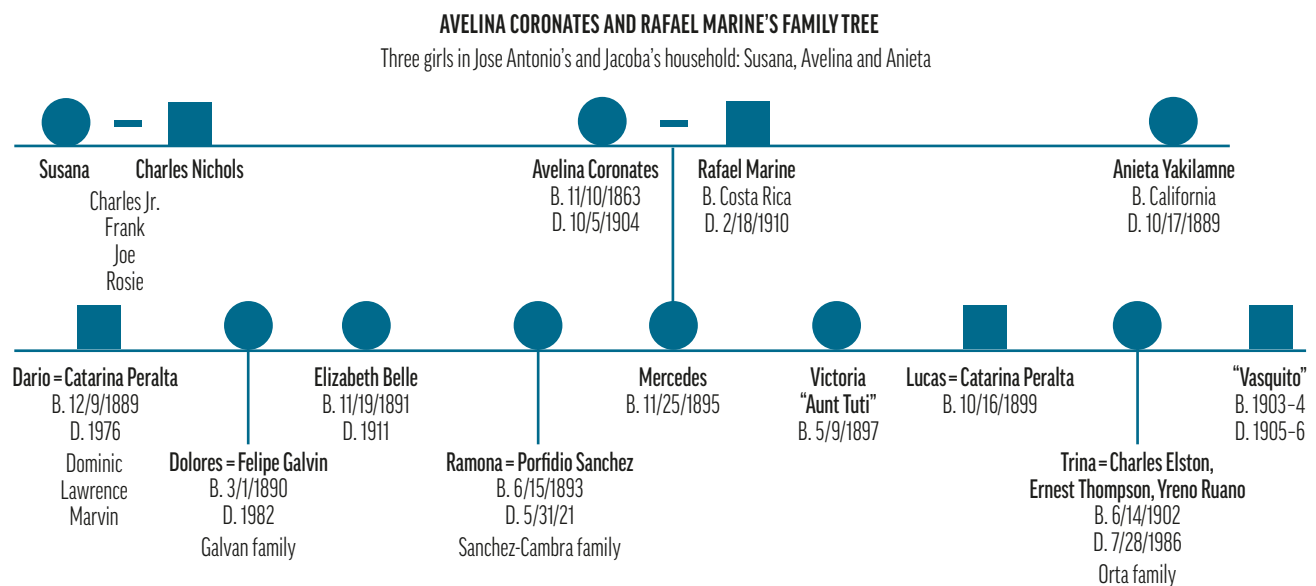 AVELINA CORONATES AND RAFAEL MARINE'S FAMILY TREE
Three girls in Jose Antonio's and Jacoba's household: Susana, Avelina and Anieta
Susana
Charles Nichols
Charles Jr.
Frank
Joe
Rosie
Avelina Coronates
B. 11/10/1863
D. 10/5/1904
Rafael Marine
B. Costa Rica
D. 2/18/1910
Anieta Yakilamne
B. California
D. 10/17/1889
Dario = Catarina Peralta
B. 12/9/1889
D. 1976
Dominic
Lawrence
Marvin
Dolores = Felipe Galvin
B. 3/1/1890
D. 1982
Galvan family
Elizabeth Belle
B. 11/19/1891
D. 1911
Ramona = Porfidio Sanchez
B. 6/15/1893
D. 5/31/21
Sanchez-Cambra family
Mercedes
B. 11/25/1895
Victoria
"Aunt Tuti"
B. 5/9/1897
Lucas = Catarina Peralta
B. 10/16/1899
Trina = Charles Elston,
Ernest Thompson, Yreno Ruano
B. 6/14/1902
D. 7/28/1986
Orta family
"Vasquito"
B. 1903–4
D. 1905–6